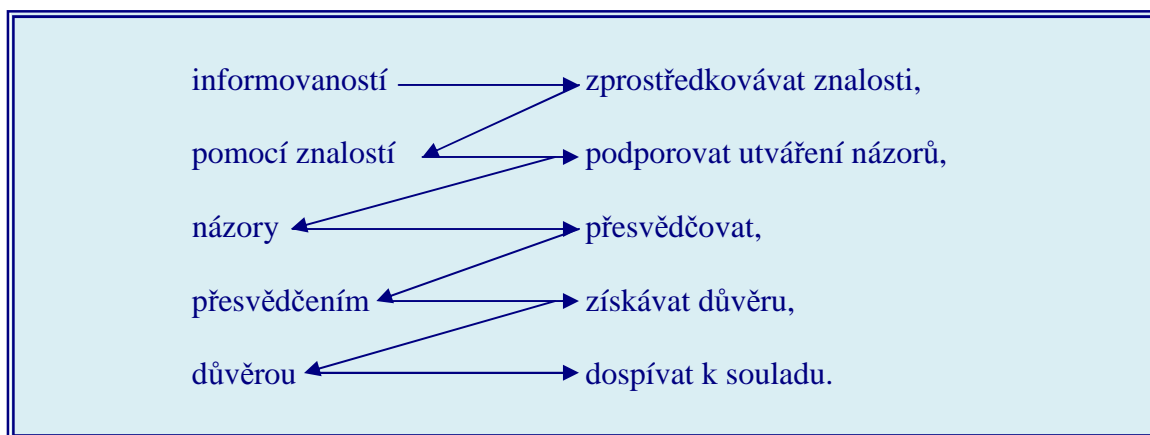 informovaností zprostředkovávat znalosti,
pomocí znalostí podporovat utváření názorů,
názory přesvědčovat,
přesvědčením získávat důvěru,
důvěrou dospívat k souladu.